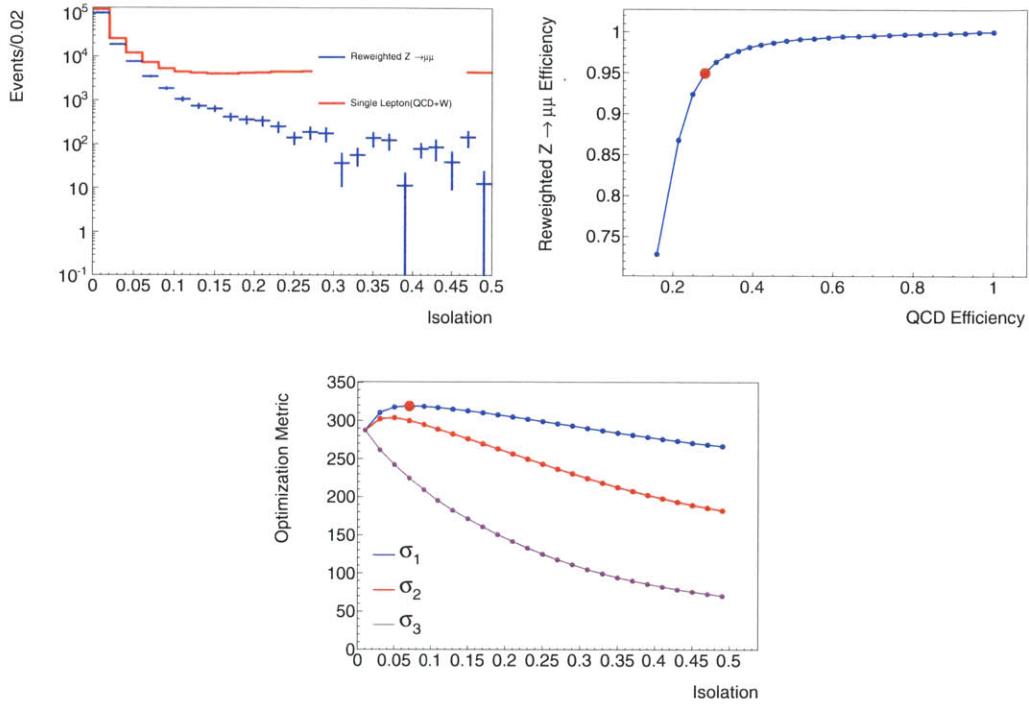 Events/0.02
10^5
10^4
10^3
10^2
10
1
10^-1
Reweighted Z →μμ
Single Lepton(QCD+W)
0 0.05 0.1 0.15 0.2 0.25 0.3 0.35 0.4 0.45 0.5
Isolation
Reweighted Z → μμ Efficiency
1
0.95
0.9
0.85
0.8
0.75
0.2 0.4 0.6 0.8 1
QCD Efficiency
Optimization Metric
350
300
250
200
150
100
50
0
σ1
σ2
σ3
0 0.05 0.1 0.15 0.2 0.25 0.3 0.35 0.4 0.45 0.5
Isolation